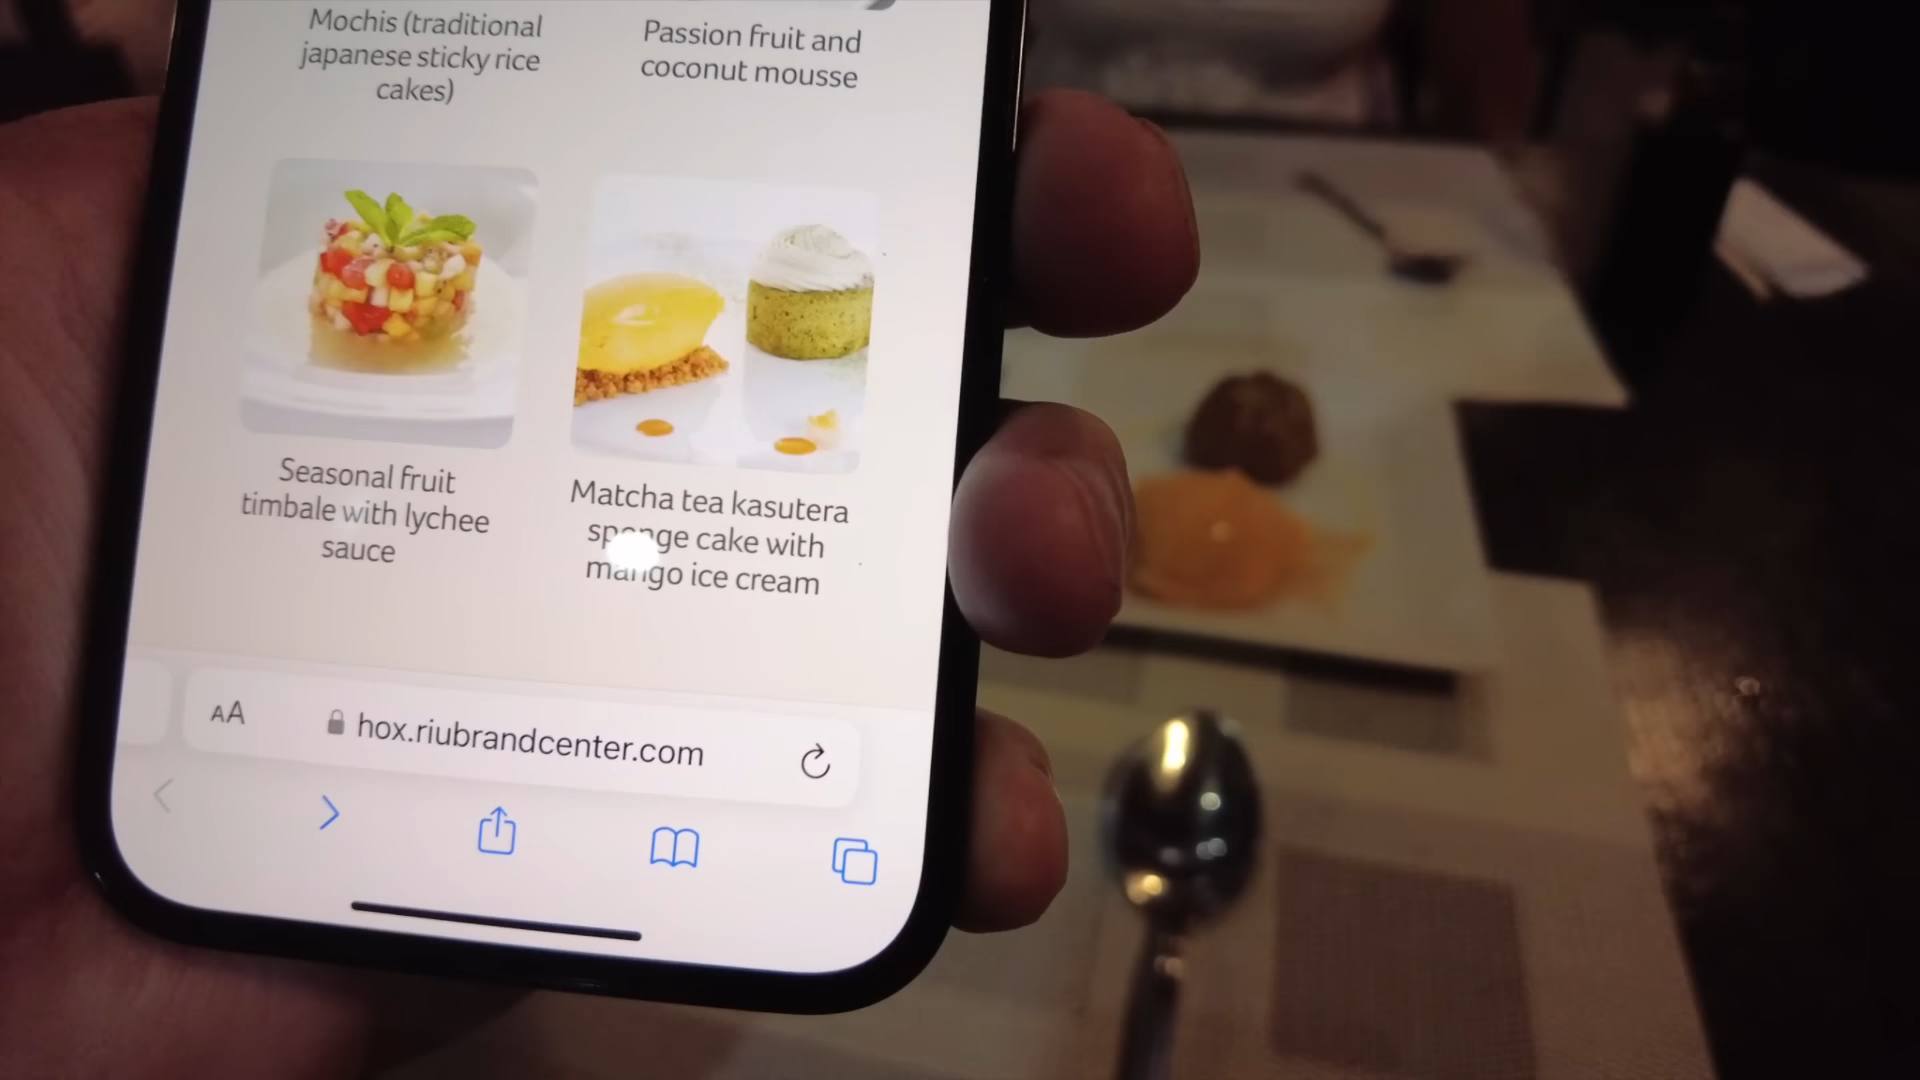 Mochis (traditional
japanese sticky rice
cakes)
Passion fruit and
coconut mousse
Seasonal fruit
timbale with lychee
sauce
Matcha tea kasutera
sponge cake with
mango ice cream
AA
hox.riubrandcenter.com